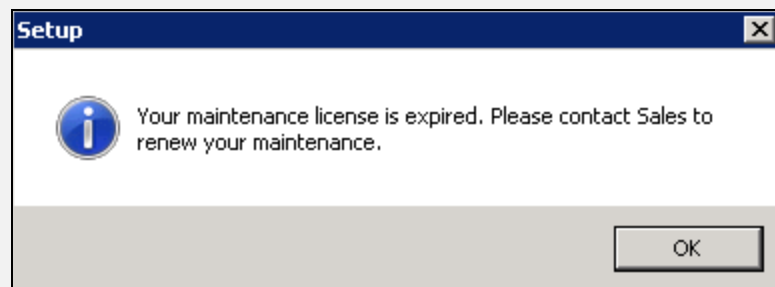 Setup
Your maintenance license is expired. Please contact Sales to
renew your maintenance.
OK